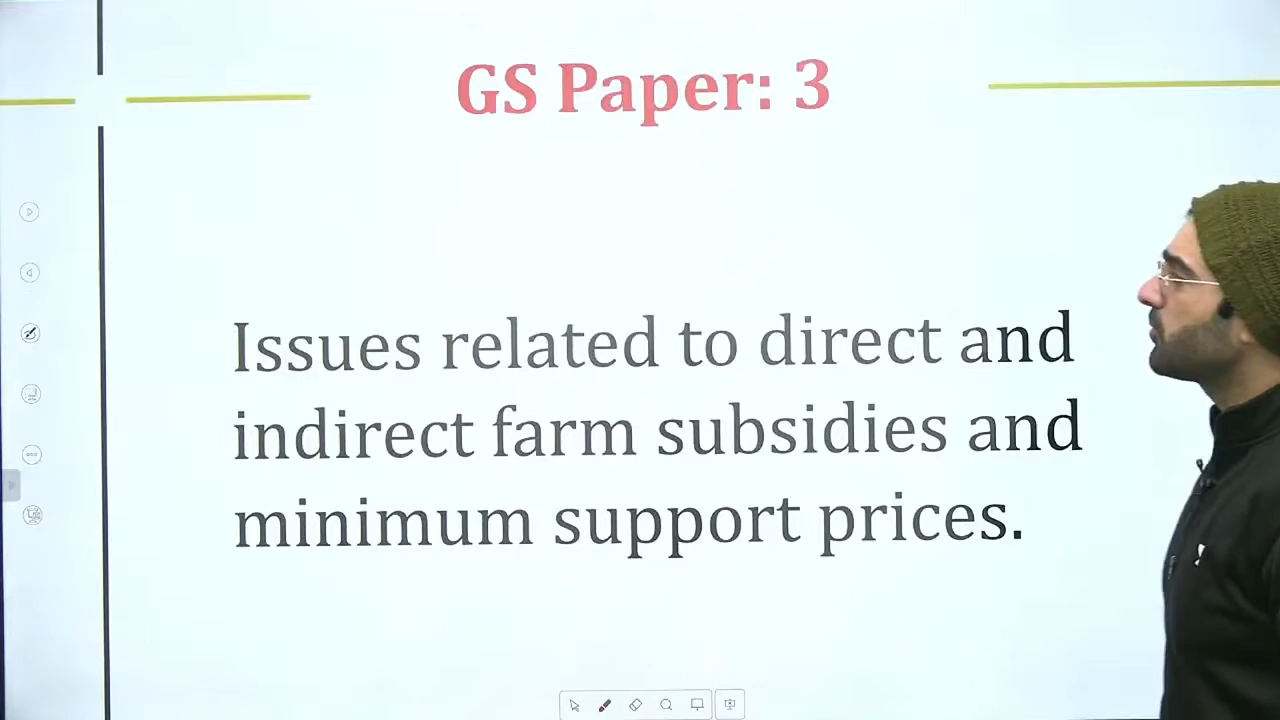 GS Paper: 3
Issues related to direct and
indirect farm subsidies and
minimum support prices.